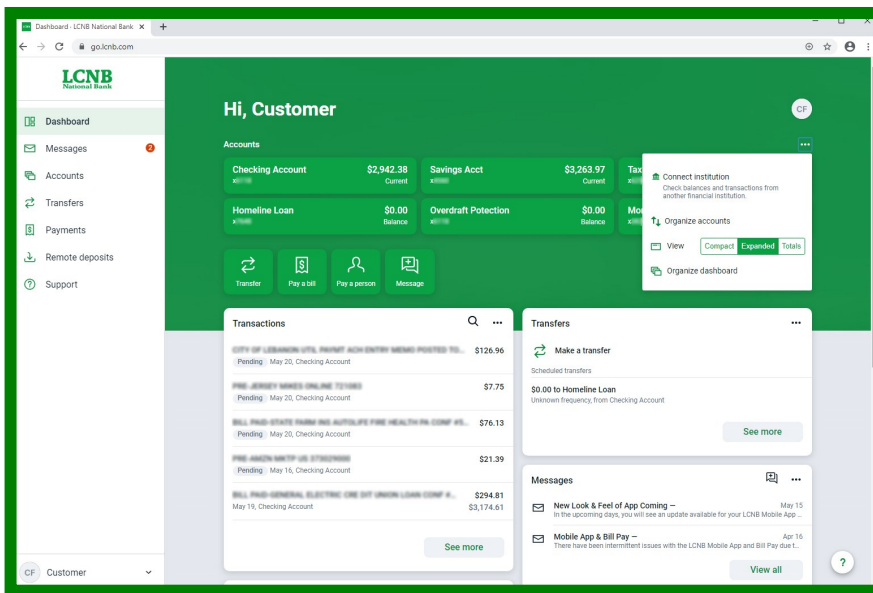 Dashboard - LCNB National Bank
go.lcnb.com
LCNB
National Bank
Dashboard
Messages 2
Accounts
Transfers
Payments
Remote deposits
Support
CF Customer
Hi, Customer
CF
Accounts
Checking Account $2,942.38
Current
Savings Acct $3,263.97
Current
Tax
Homeline Loan $0.00
Balance
Overdraft Potection $0.00
Balance
Connect institution
Check balances and transactions from
another financial institution.
Organize accounts
View Compact Expanded Totals
Organize dashboard
Transfer Pay a bill Pay a person Message
Transactions
$126.96
Pending May 20, Checking Account
$7.75
Pending May 20, Checking Account
$76.13
Pending May 20, Checking Account
$21.39
Pending May 16, Checking Account
$294.81
May 19, Checking Account $3,174.61
See more
Transfers
Make a transfer
Scheduled transfers
$0.00 to Homeline Loan
Unknown frequency, from Checking Account
See more
Messages
New Look & Feel of App Coming – May 15
In the upcoming days, you will see an update available for your LCNB Mobile App ...
Mobile App & Bill Pay – Apr 16
There have been intermittent issues with the LCNB Mobile App and Bill Pay due t...
View all
?